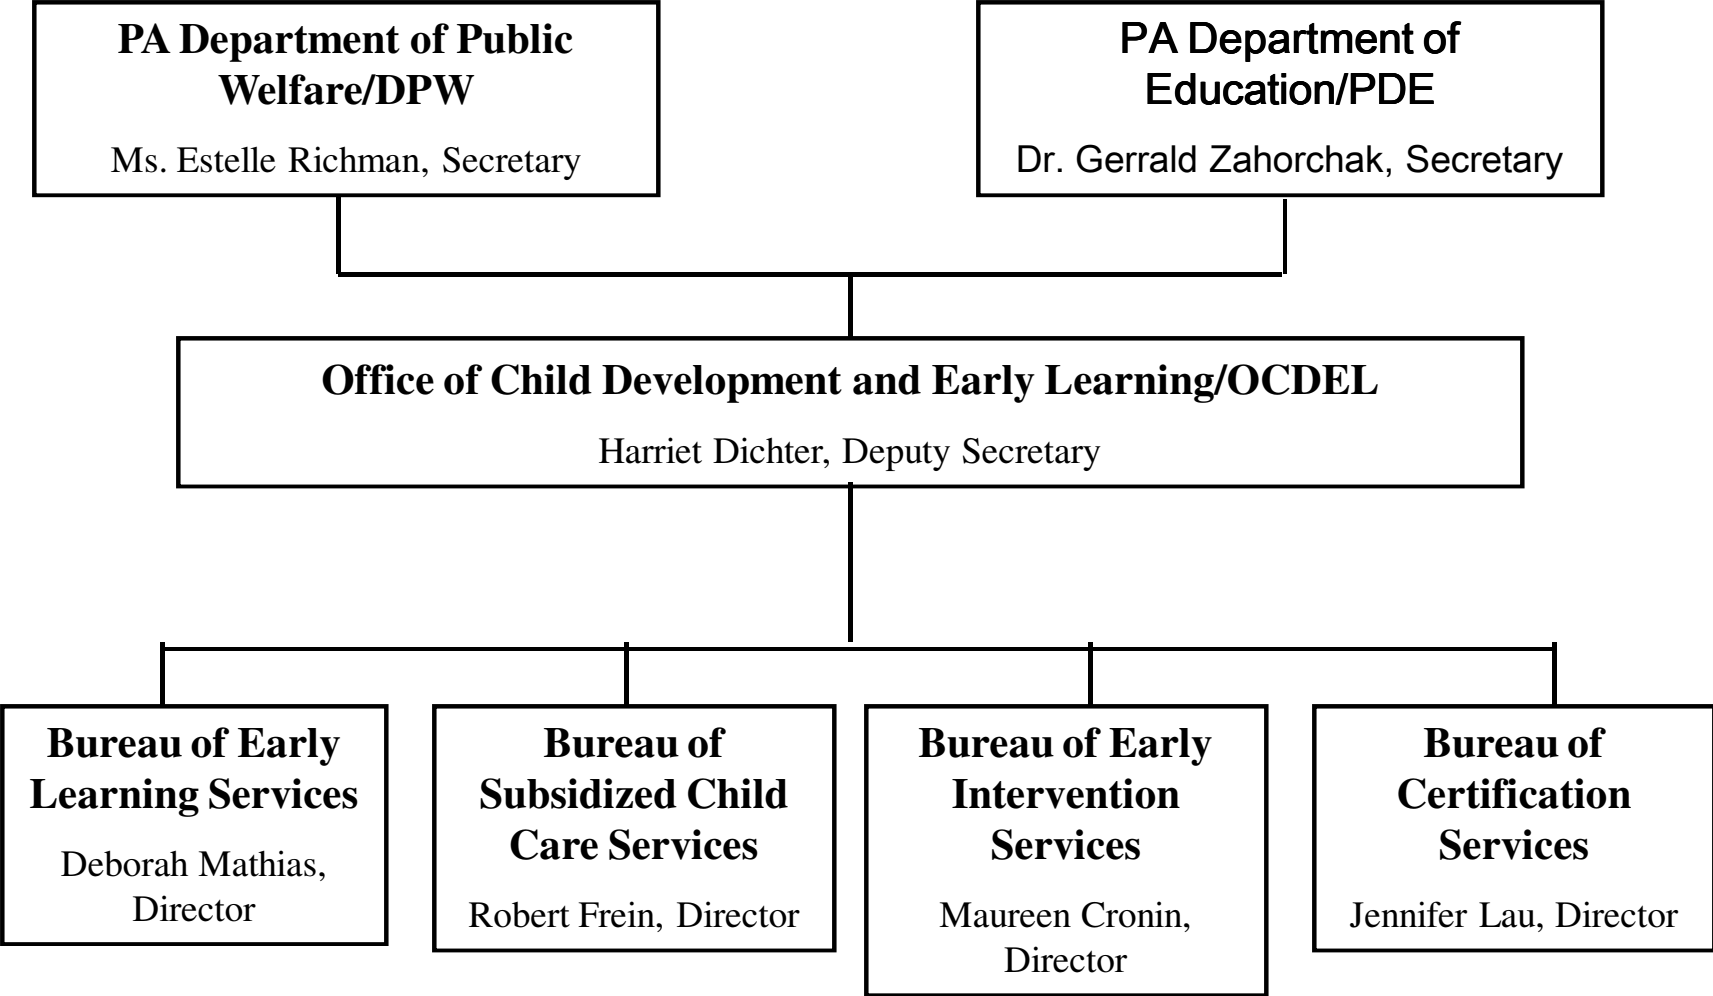 PA Department of Public
Welfare/DPW
Ms. Estelle Richman, Secretary
PA Department of
Education/PDE
Dr. Gerrald Zahorchak, Secretary
Office of Child Development and Early Learning/OCDEL
Harriet Dichter, Deputy Secretary
Bureau of Early
Learning Services
Deborah Mathias,
Director
Bureau of
Subsidized Child
Care Services
Robert Frein, Director
Bureau of Early
Intervention
Services
Maureen Cronin,
Director
Bureau of
Certification
Services
Jennifer Lau, Director